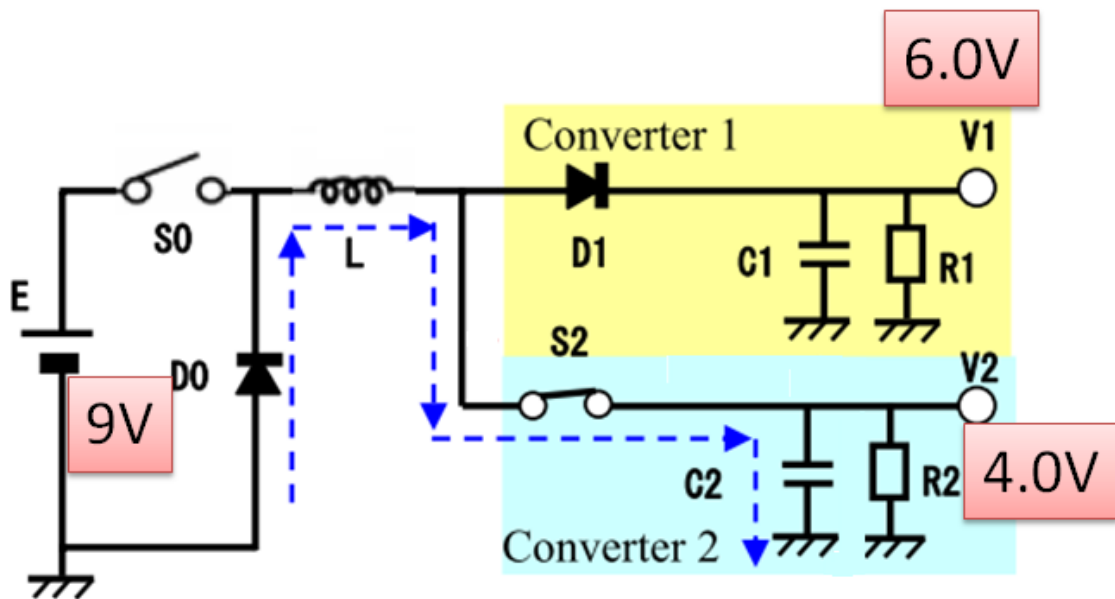 6.0V
Converter 1
V1
S0
L
D1
C1
R1
E
S2
D0
V2
9V
C2
R2
4.0V
Converter 2